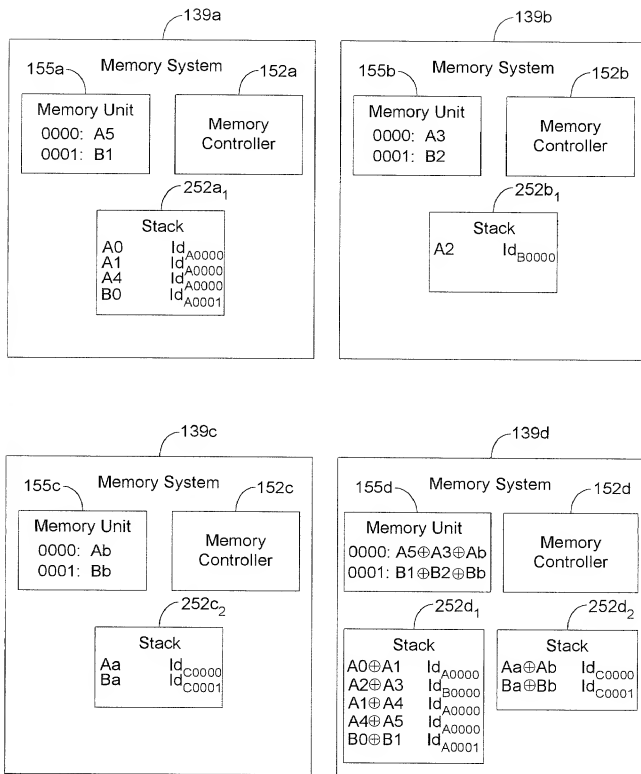 139a
Memory System
155a
152a
Memory Unit
0000: A5
0001: B1
Memory
Controller
252a1
Stack
A0 IdA0000
A1 IdA0000
A4 IdA0000
B0 IdA0001
139b
Memory System
155b
152b
Memory Unit
0000: A3
0001: B2
Memory
Controller
252b1
Stack
A2 IdB0000
139c
Memory System
155c
152c
Memory Unit
0000: Ab
0001: Bb
Memory
Controller
252c2
Stack
Aa IdC0000
Ba IdC0001
139d
Memory System
155d
152d
Memory Unit
0000: A5⊕A3⊕Ab
0001: B1⊕B2⊕Bb
Memory
Controller
252d1
Stack
A0⊕A1 IdA0000
A2⊕A3 IdB0000
A1⊕A4 IdA0000
A4⊕A5 IdA0000
B0⊕B1 IdA0001
252d2
Stack
Aa⊕Ab IdC0000
Ba⊕Bb IdC0001